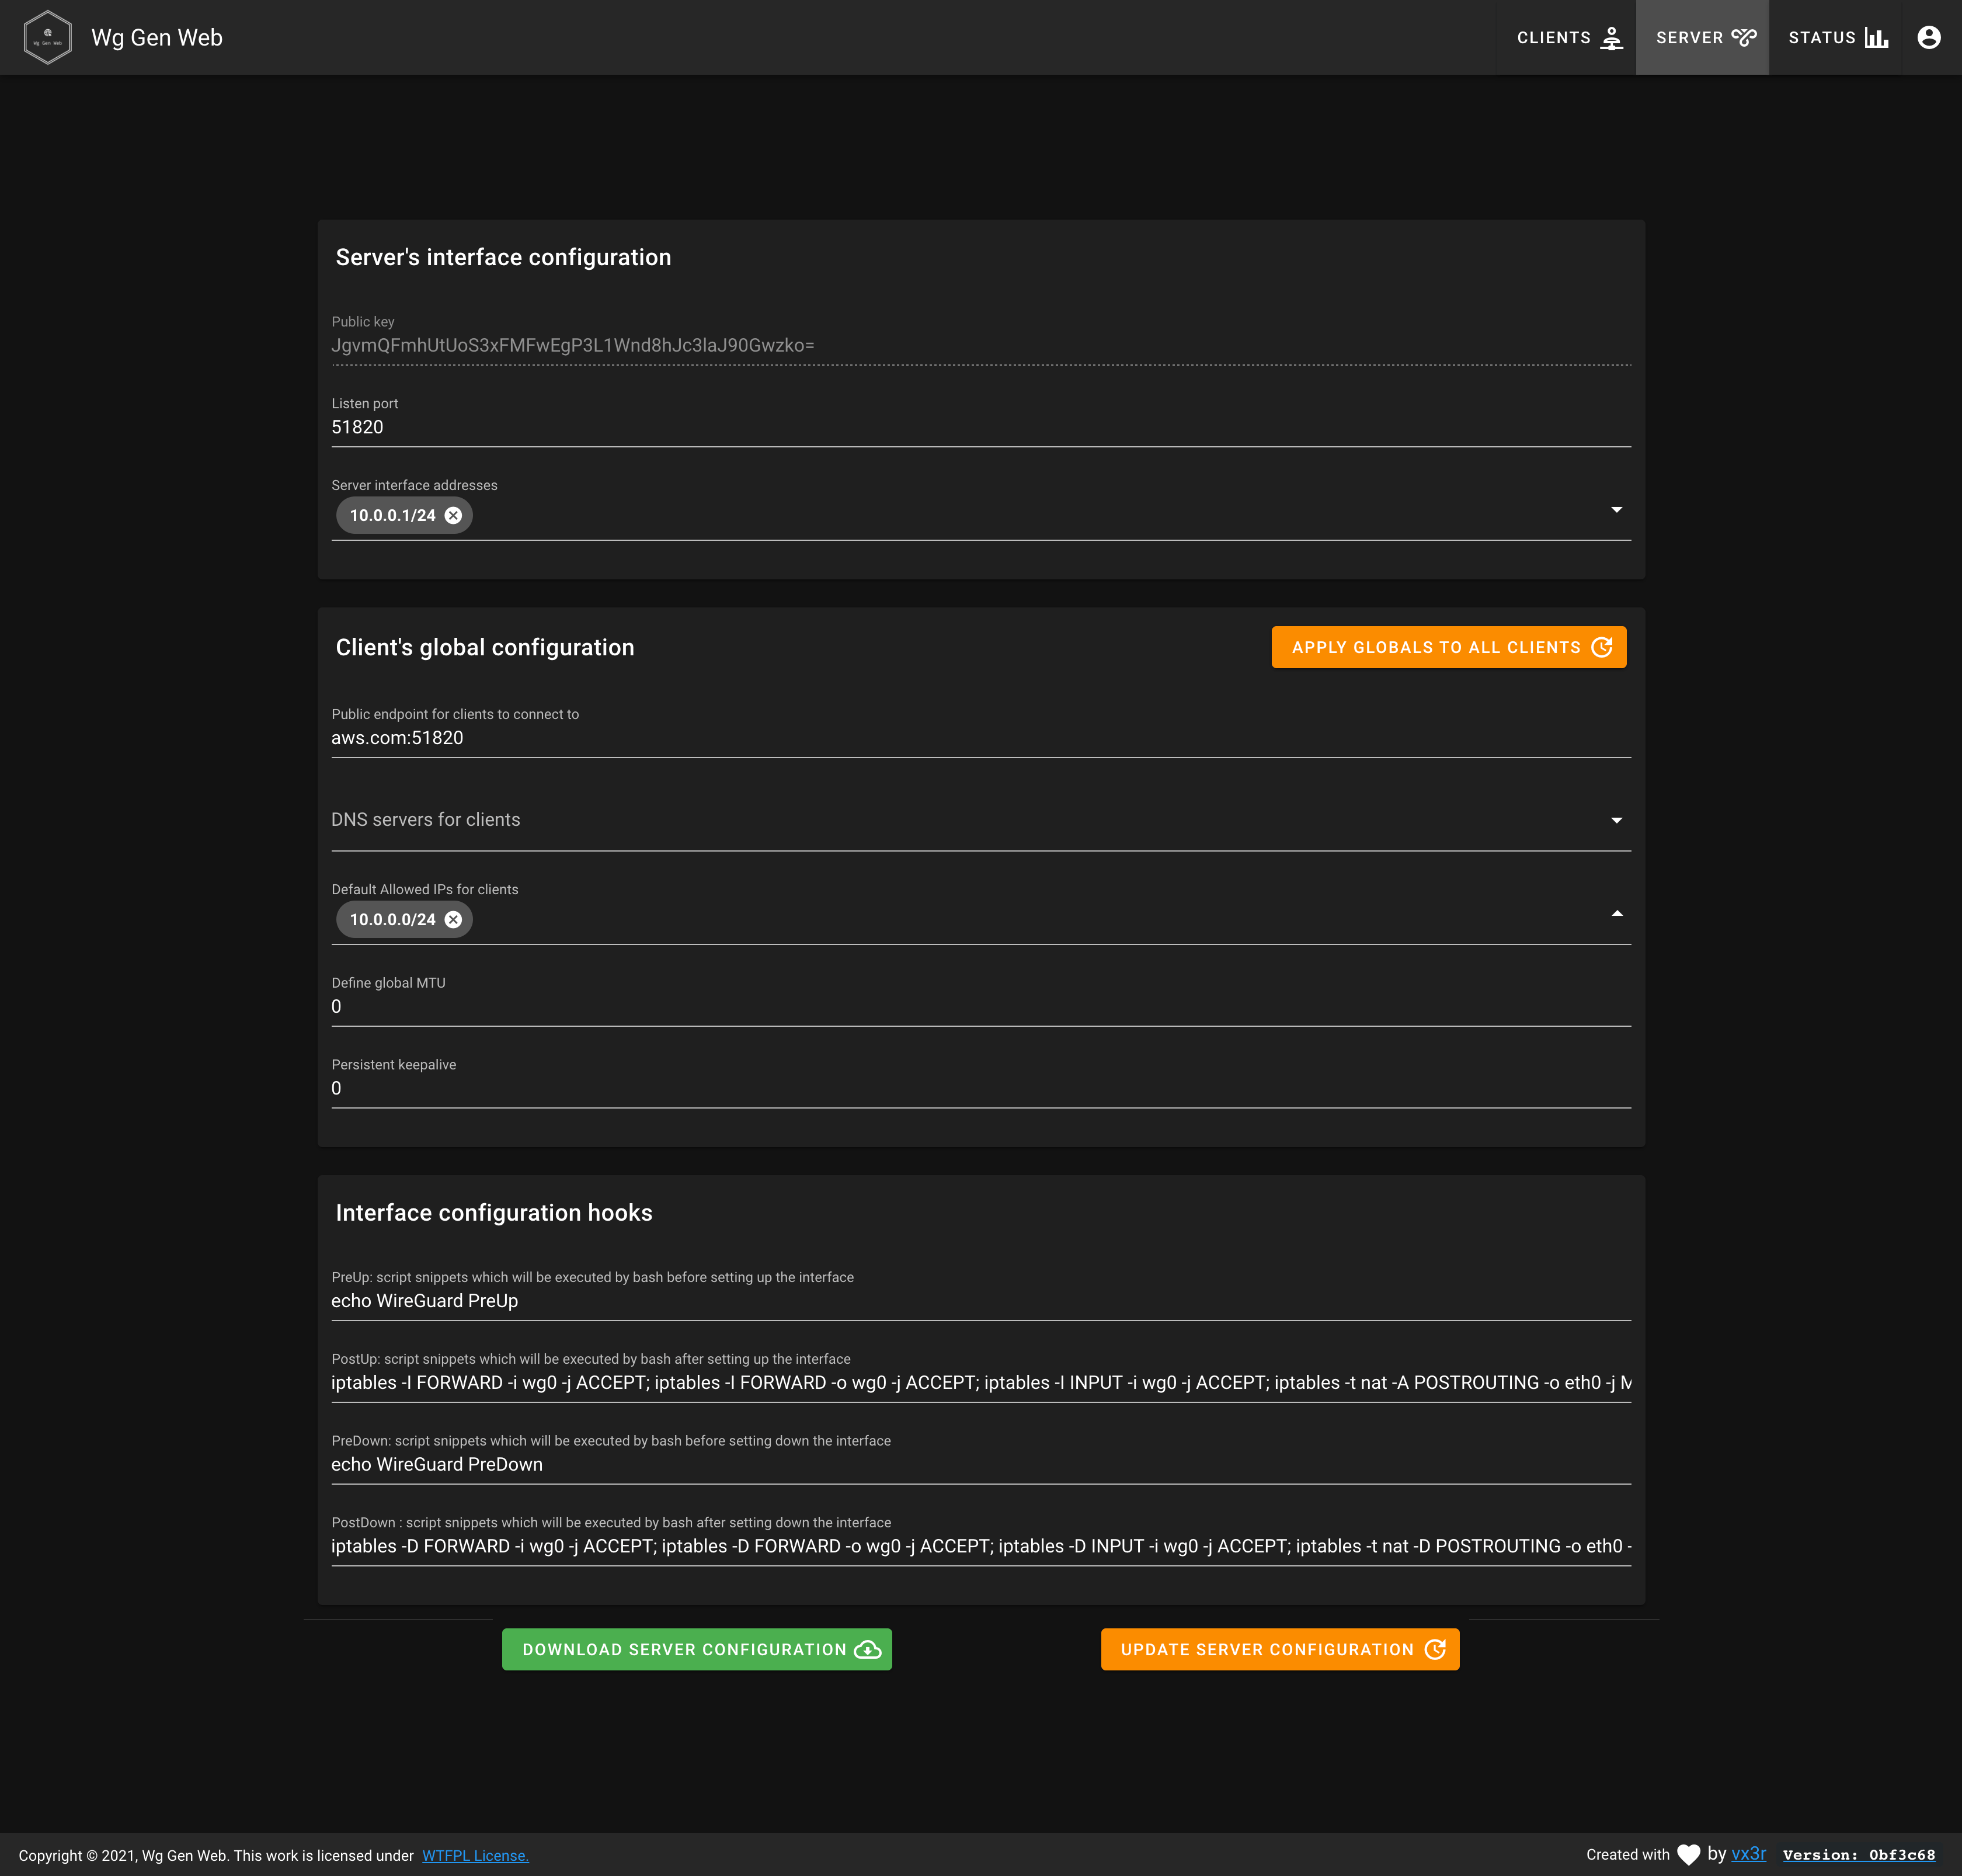 Wg Gen Web
Wg Gen Web
CLIENTS
SERVER
STATUS
Server's interface configuration
Public key
JgvmQFmhUtUoS3xFMFwEgP3L1Wnd8hJc3laJ90Gwzko=
Listen port
51820
Server interface addresses
10.0.0.1/24
Client's global configuration
APPLY GLOBALS TO ALL CLIENTS
Public endpoint for clients to connect to
aws.com:51820
DNS servers for clients
Default Allowed IPs for clients
10.0.0.0/24
Define global MTU
0
Persistent keepalive
0
Interface configuration hooks
PreUp: script snippets which will be executed by bash before setting up the interface
echo WireGuard PreUp
PostUp: script snippets which will be executed by bash after setting up the interface
iptables -I FORWARD -i wg0 -j ACCEPT; iptables -I FORWARD -o wg0 -j ACCEPT; iptables -I INPUT -i wg0 -j ACCEPT; iptables -t nat -A POSTROUTING -o eth0 -j M
PreDown: script snippets which will be executed by bash before setting down the interface
echo WireGuard PreDown
PostDown : script snippets which will be executed by bash after setting down the interface
iptables -D FORWARD -i wg0 -j ACCEPT; iptables -D FORWARD -o wg0 -j ACCEPT; iptables -D INPUT -i wg0 -j ACCEPT; iptables -t nat -D POSTROUTING -o eth0 -
DOWNLOAD SERVER CONFIGURATION
UPDATE SERVER CONFIGURATION
Copyright © 2021, Wg Gen Web. This work is licensed under WTFPL License.
Created with by vx3r Version: 0bf3c68